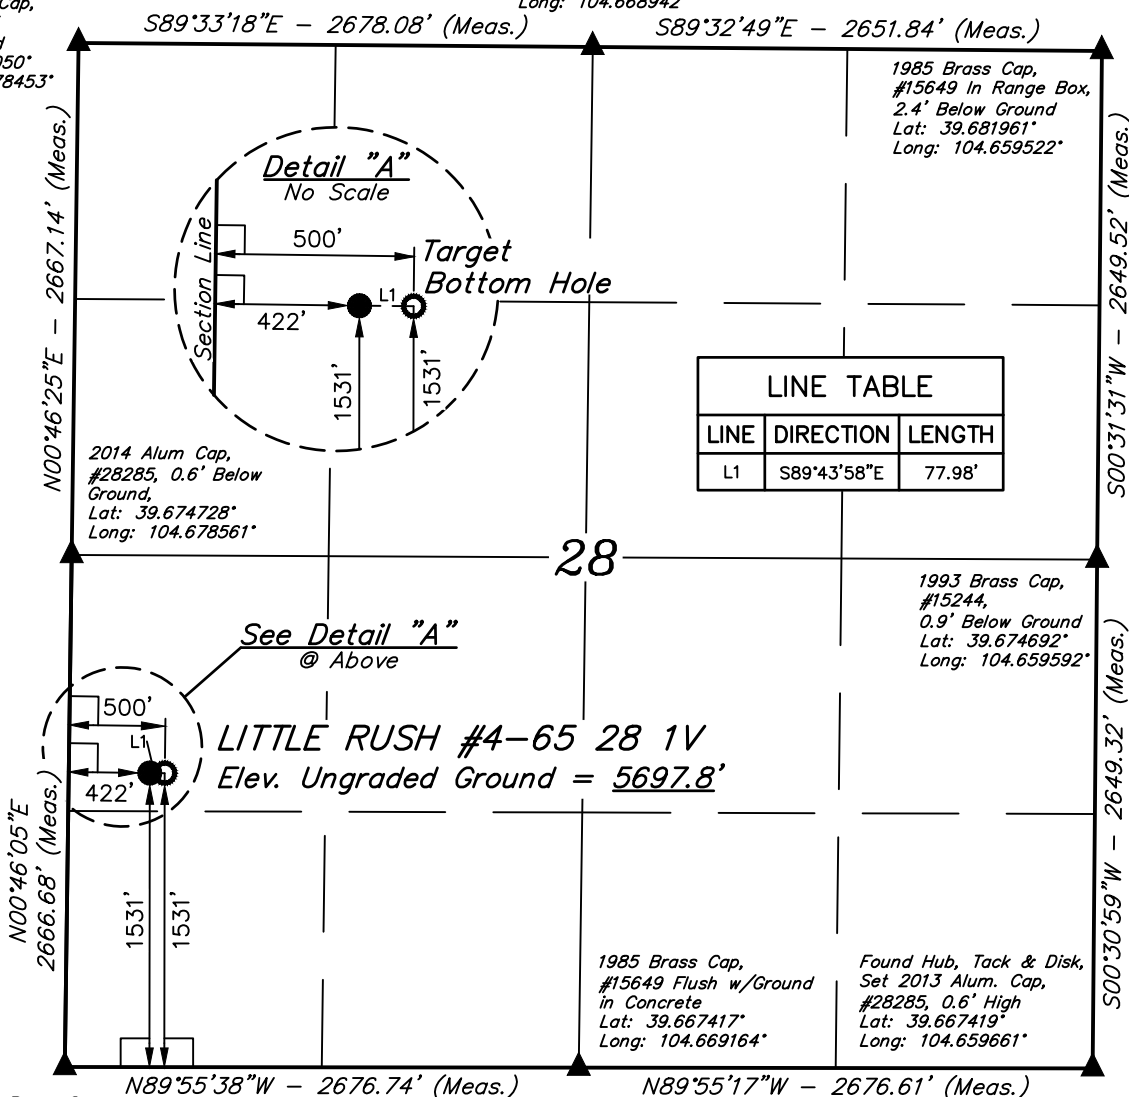 Cap,
Long: 104.668942
S89°33'18"E - 2678.08' (Meas.)
S89°32'49"E - 2651.84' (Meas.)
78453°
1985 Brass Cap,
#15649 In Range Box,
2.4' Below Ground
Lat: 39.681961°
Long: 104.659522°
N00°46'25"E - 2667.14' (Meas.)
S00°31'31"W - 2649.52' (Meas.)
Detail "A"
No Scale
Section Line
500'
Target
Bottom Hole
L1
422'
1531'
1531'
LINE TABLE
LINE DIRECTION LENGTH
L1 S89°43'58"E 77.98'
2014 Alum Cap,
#28285, 0.6' Below
Ground,
Lat: 39.674728°
Long: 104.678561°
28
1993 Brass Cap,
#15244,
0.9' Below Ground
Lat: 39.674692°
Long: 104.659592°
See Detail "A"
@ Above
500'
L1
422'
LITTLE RUSH #4-65 28 1V
Elev. Ungraded Ground = 5697.8'
N00°46'05"E
2666.68' (Meas.)
S00°30'59"W - 2649.32' (Meas.)
1531'
1531'
1985 Brass Cap,
#15649 Flush w/Ground
in Concrete
Lat: 39.667417°
Long: 104.669164°
Found Hub, Tack & Disk,
Set 2013 Alum. Cap,
#28285, 0.6' High
Lat: 39.667419°
Long: 104.659661°
N89°55'38"W - 2676.74' (Meas.)
N89°55'17"W - 2676.61' (Meas.)